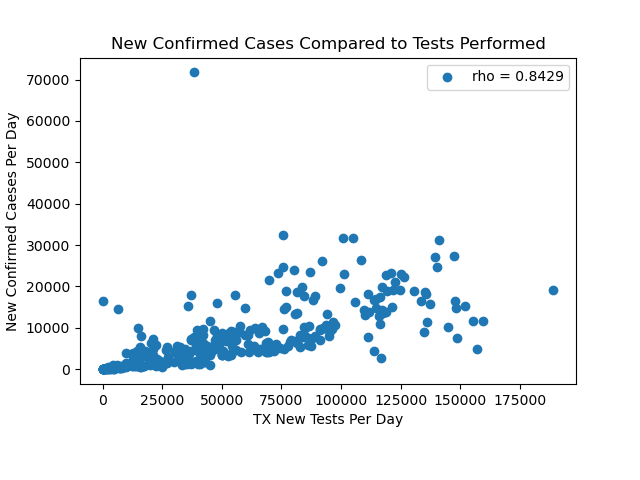 New Confirmed Cases Compared to Tests Performed
rho = 0.8429
70000
60000
50000
40000
30000
20000
10000
0
New Confirmed Caeses Per Day
0 25000 50000 75000 100000 125000 150000 175000
TX New Tests Per Day